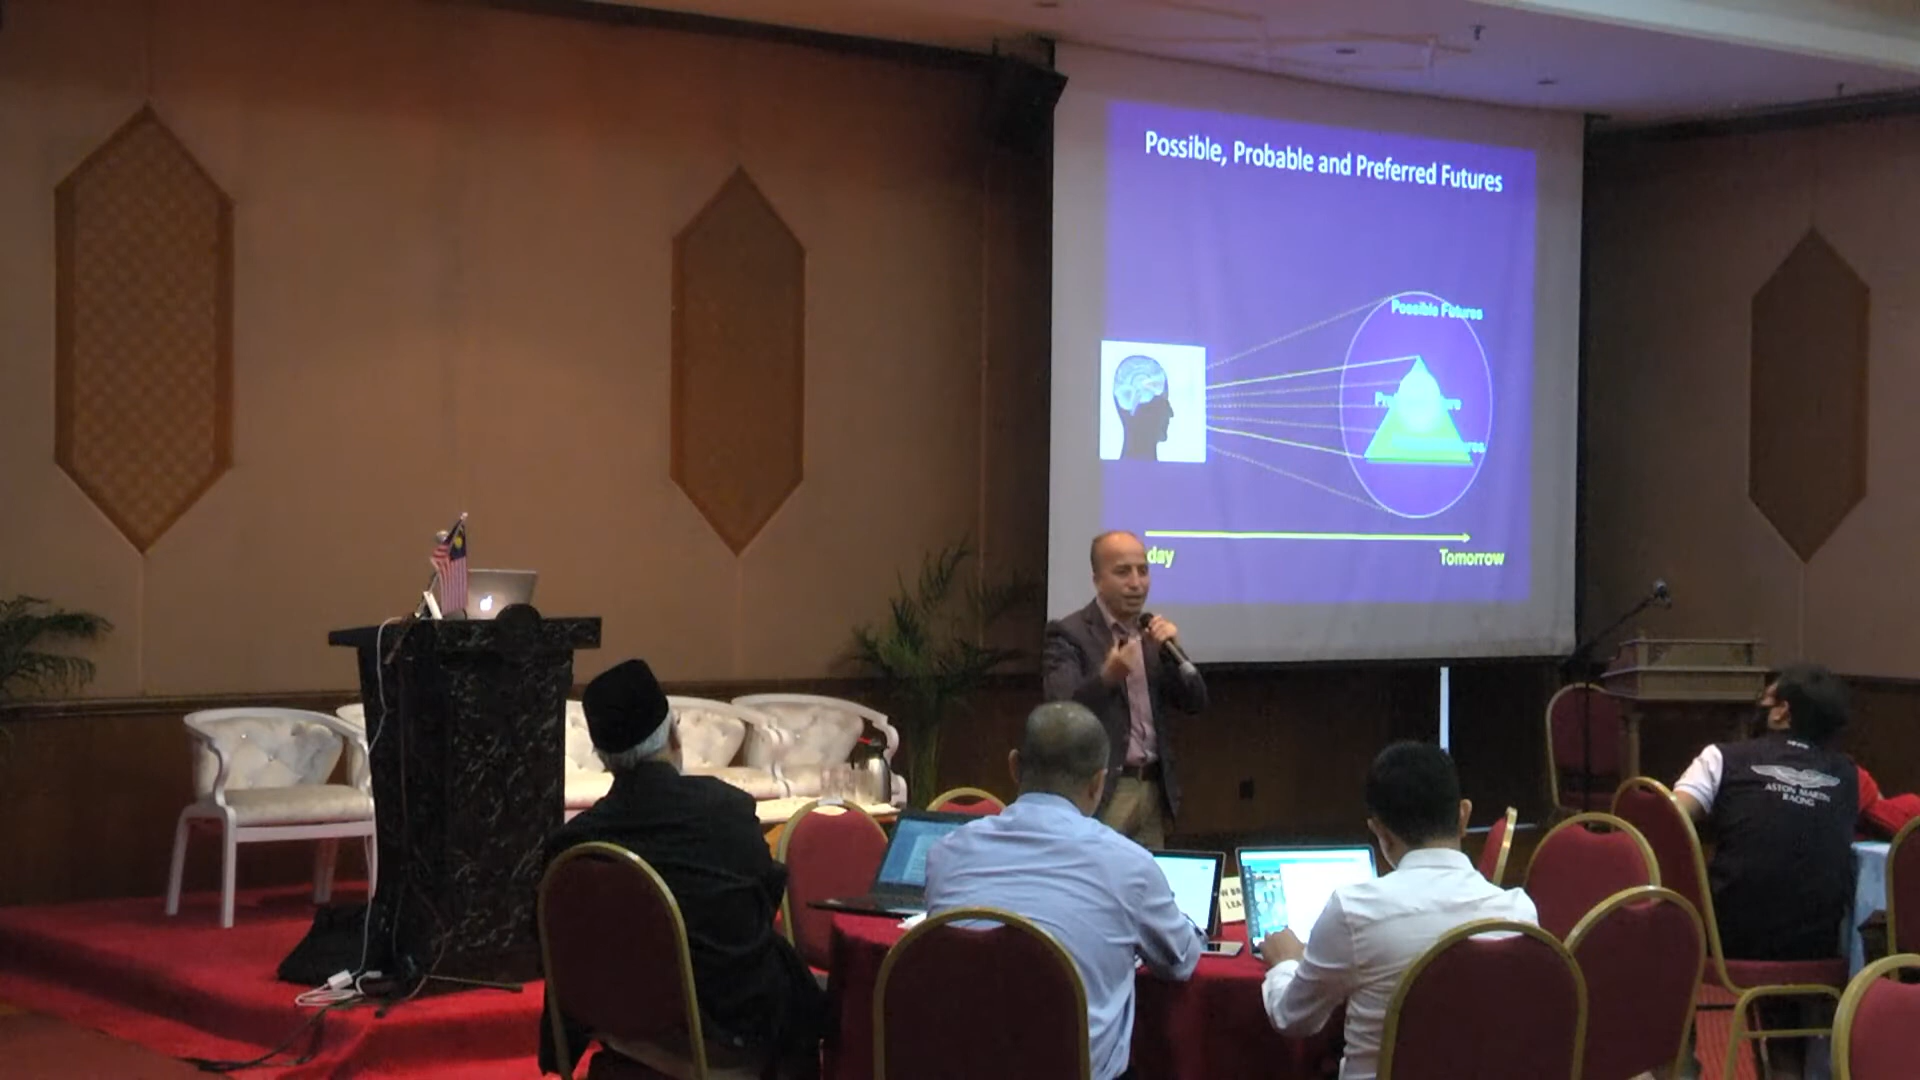 Possible, Probable and Preferred Futures
Possible Futures
day
Tomorrow
ASTON MARTIN
RACING